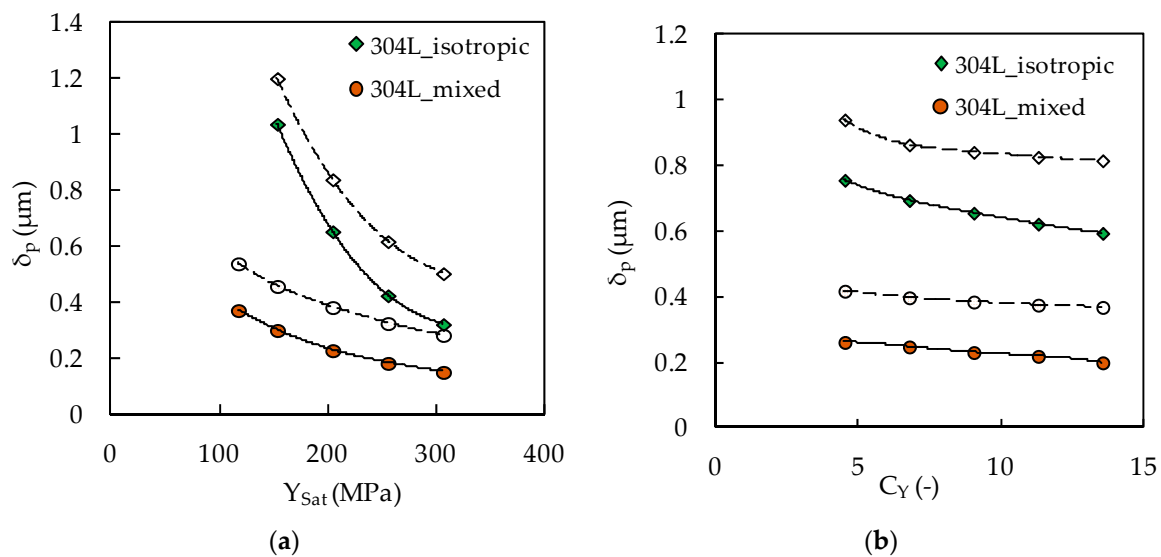 1.4
304L_isotropic
304L_mixed
1.2
1
0.8
0.6
0.4
0.2
0
δp (µm)
0 100 200 300 400
YSat (MPa)
(a)
1.2
304L_isotropic
304L_mixed
1
0.8
0.6
0.4
0.2
0
δp (µm)
0 5 10 15
CY (-)
(b)